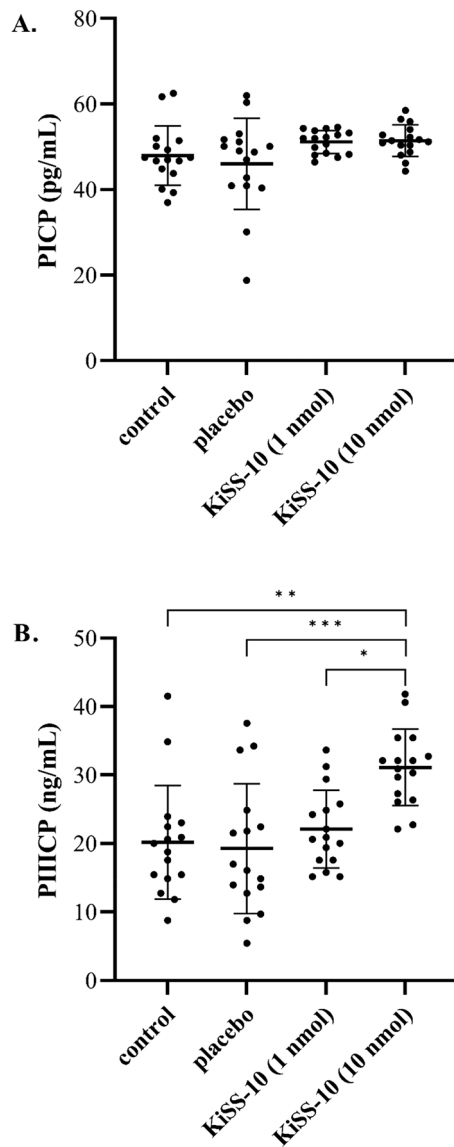 A.
80
60
40
20
0
PICP (pg/mL)
control
placebo
KiSS-10 (1 nmol)
KiSS-10 (10 nmol)
B.
**
***
*
50
40
30
20
10
0
PIIICP (ng/mL)
control
placebo
KiSS-10 (1 nmol)
KiSS-10 (10 nmol)